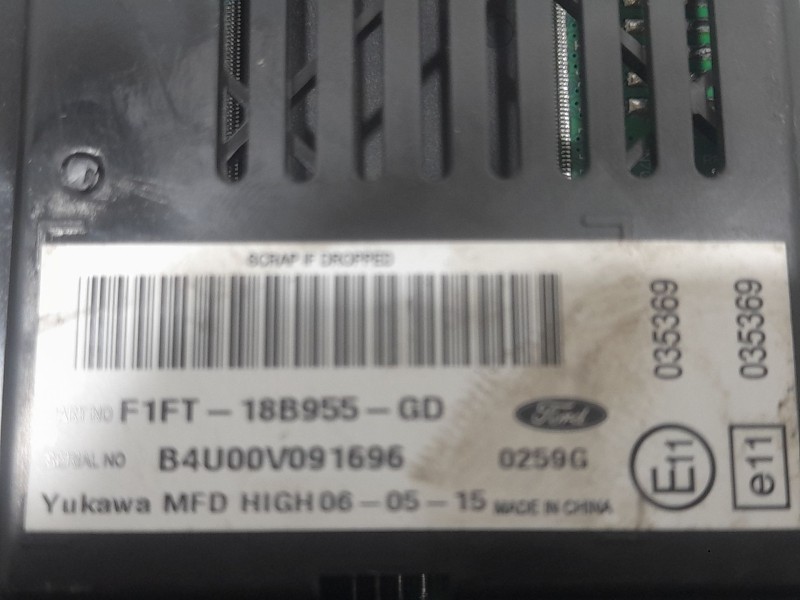 SCRAP IF DROPPED
PART NO F1FT-18B955-GD
Ford
SERIAL NO B4U00V091696 0259G
Yukawa MFD HIGH 06-05-15 MADE IN CHINA
035369
035369
E11
e11